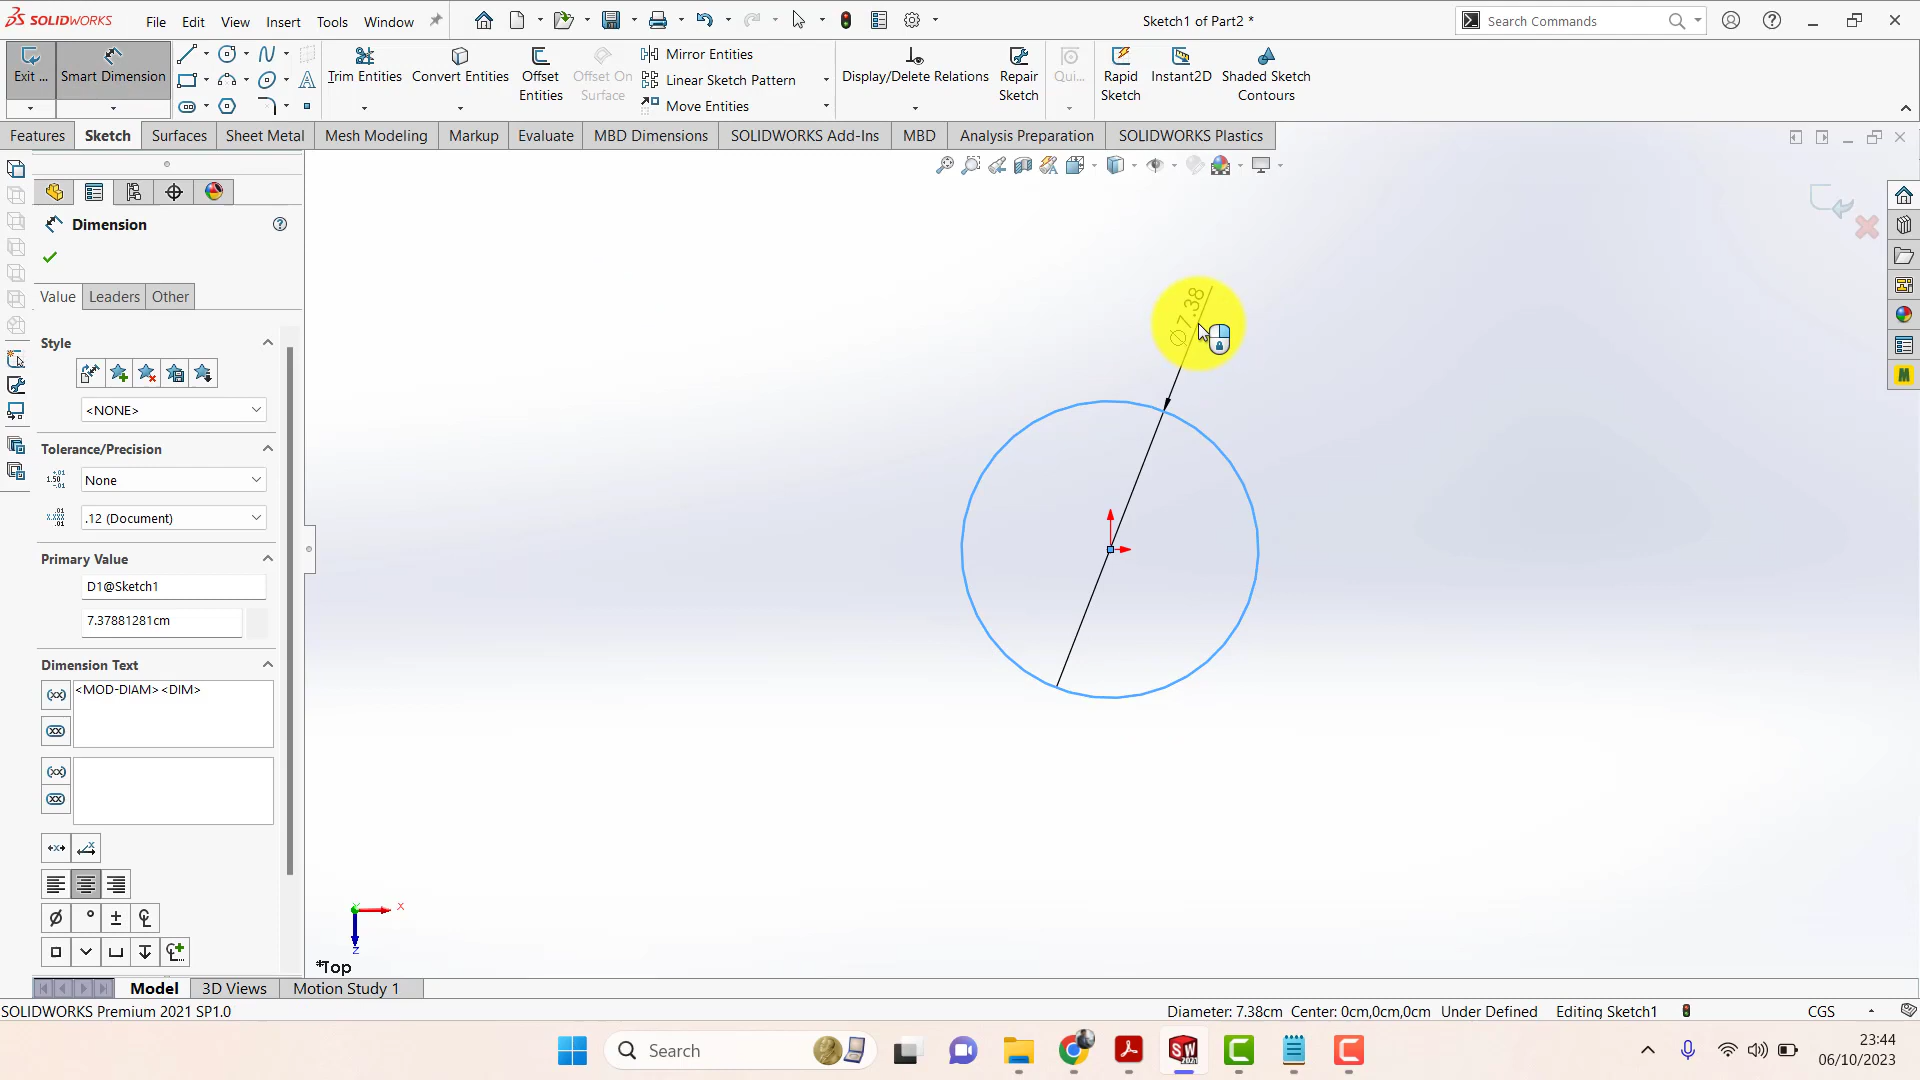 SOLIDWORKS File Edit View Insert Tools Window Sketch1 of Part2 * Search Commands
Exit ... Smart Dimension Trim Entities Convert Entities Offset Entities Offset On Surface Mirror Entities Linear Sketch Pattern Move Entities Display/Delete Relations Repair Sketch Qui... Rapid Sketch Instant2D Shaded Sketch Contours
Features Sketch Surfaces Sheet Metal Mesh Modeling Markup Evaluate MBD Dimensions SOLIDWORKS Add-Ins MBD Analysis Preparation SOLIDWORKS Plastics
Dimension
Value Leaders Other
Style
<NONE>
Tolerance/Precision
None
.12 (Document)
Primary Value
D1@Sketch1
7.37881281cm
Dimension Text
<MOD-DIAM><DIM>
Ø7.38
X
Y
Z
*Top
Model 3D Views Motion Study 1
SOLIDWORKS Premium 2021 SP1.0 Diameter: 7.38cm Center: 0cm,0cm,0cm Under Defined Editing Sketch1 CGS
Search
23:44
06/10/2023